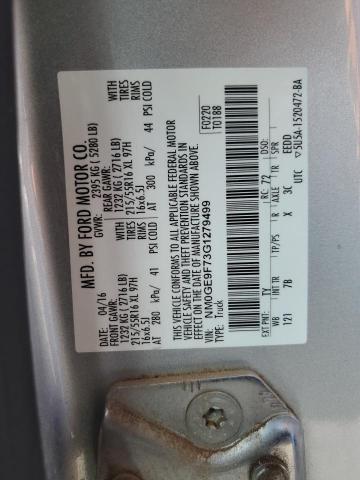 MFD. BY FORD MOTOR CO.
DATE: 04/16 GVWR: 2395 KG ( 5280 LB)
FRONT GAWR: REAR GAWR: WITH
1232 KG ( 2716 LB) 1232 KG ( 2716 LB) TIRES
215/55R16 XL 97H WITH TIRES 215/55R16 XL 97H RIMS
16x6.5J RIMS 16x6.5J
AT 280 kPa/ 41 PSI COLD AT 300 kPa/ 44 PSI COLD
THIS VEHICLE CONFORMS TO ALL APPLICABLE FEDERAL MOTOR
VEHICLE SAFETY AND THEFT PREVENTION STANDARDS IN
EFFECT ON THE DATE OF MANUFACTURE SHOWN ABOVE.
VIN: NM0GE9F73G1279499
TYPE: Truck
F0220
T0188
EXT PNT: TY RC: 72 DSO:
WB INT TR TP/PS R AXLE TR SPR
121 7B X 3C EEDD
UTC 5U5A-1520472-BA